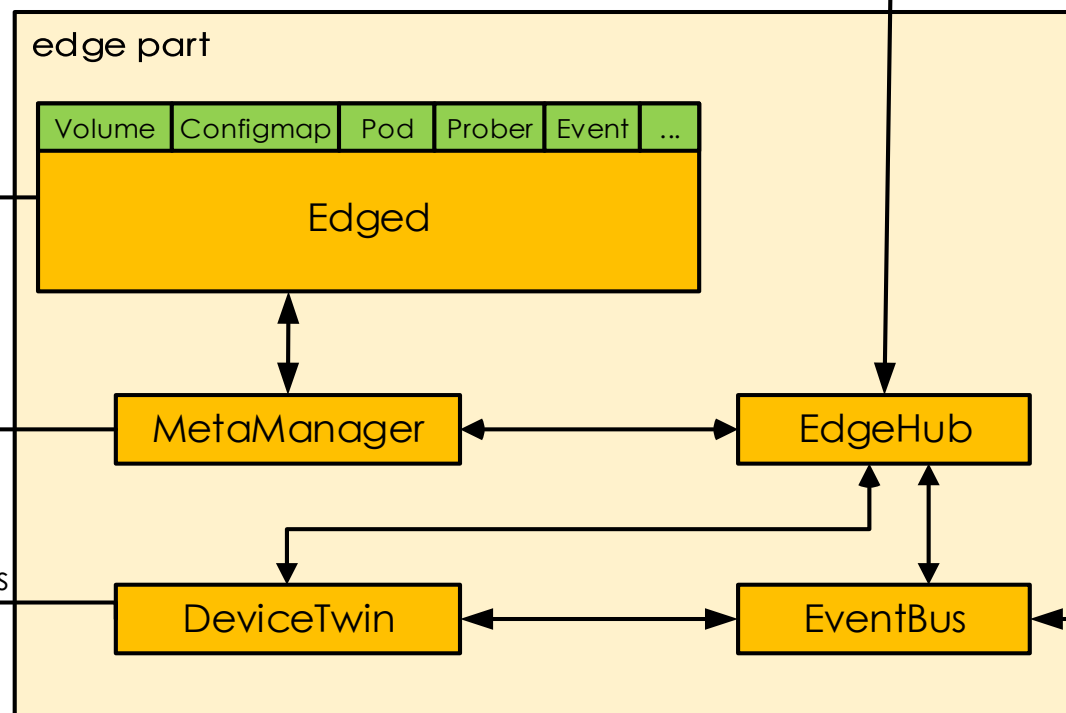 edge part
Volume Configmap Pod Prober Event ...
Edged
MetaManager EdgeHub
s
DeviceTwin EventBus